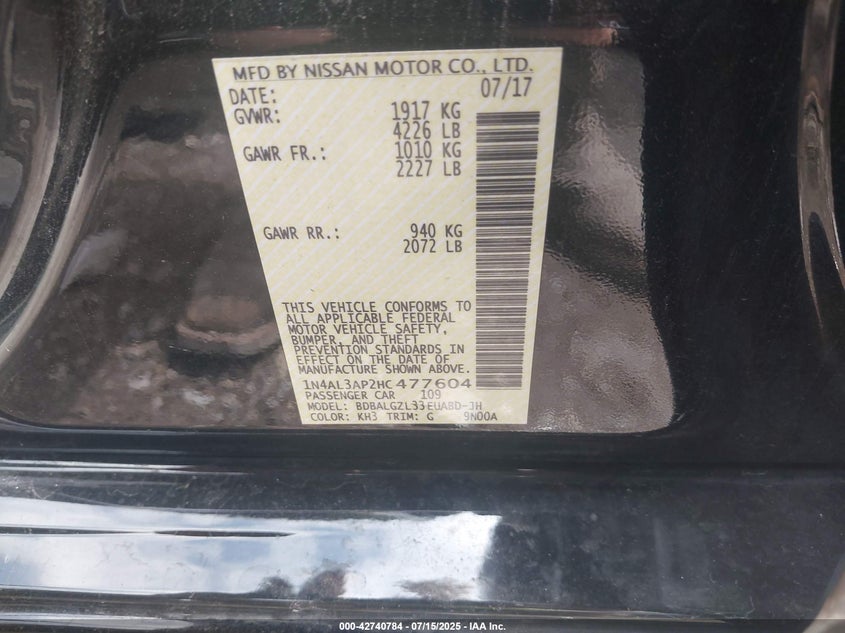 MFD BY NISSAN MOTOR CO., LTD.
DATE: 07/17
GVWR: 1917 KG
4226 LB
GAWR FR.: 1010 KG
2227 LB
GAWR RR.: 940 KG
2072 LB
THIS VEHICLE CONFORMS TO
ALL APPLICABLE FEDERAL
MOTOR VEHICLE SAFETY,
BUMPER, AND THEFT
PREVENTION STANDARDS IN
EFFECT ON THE DATE OF
MANUFACTURE SHOWN ABOVE.
1N4AL3AP2HC477604
PASSENGER CAR 109
MODEL: BDBALGZL33EUABD-JH
COLOR: KH3 TRIM: G 9N00A
000-42740784 - 07/15/2025 - IAA Inc.